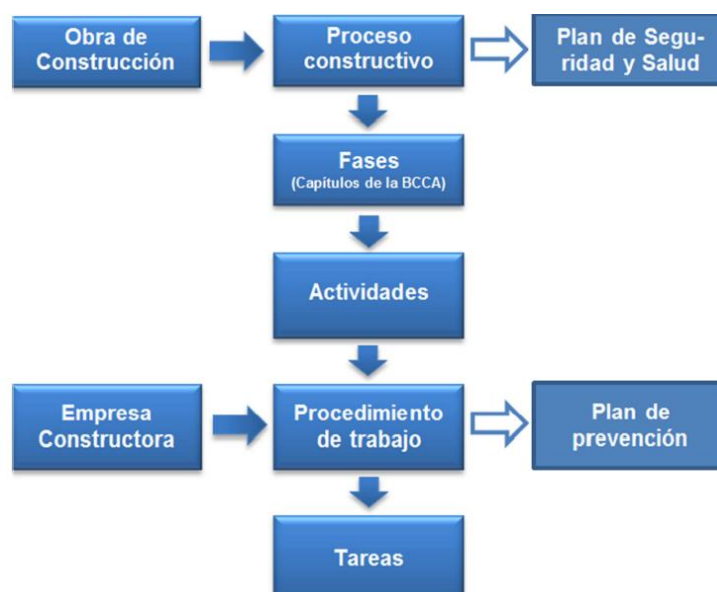 Obra de
Construcción
Proceso
constructivo
Plan de Segu-
ridad y Salud
Fases
(Capítulos de la BCCA)
Actividades
Empresa
Constructora
Procedimiento
de trabajo
Plan de
prevención
Tareas